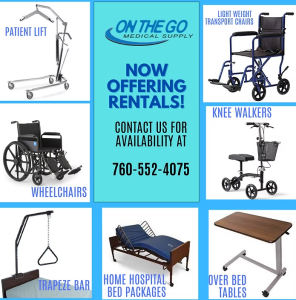 PATIENT LIFT
ON THE GO
MEDICAL SUPPLY
LIGHT WEIGHT
TRANSPORT CHAIRS
NOW
OFFERING
RENTALS!
CONTACT US FOR
AVAILABILITY AT
760-552-4075
WHEELCHAIRS
KNEE WALKERS
TRAPEZE BAR
HOME HOSPITAL
BED PACKAGES
OVER BED
TABLES